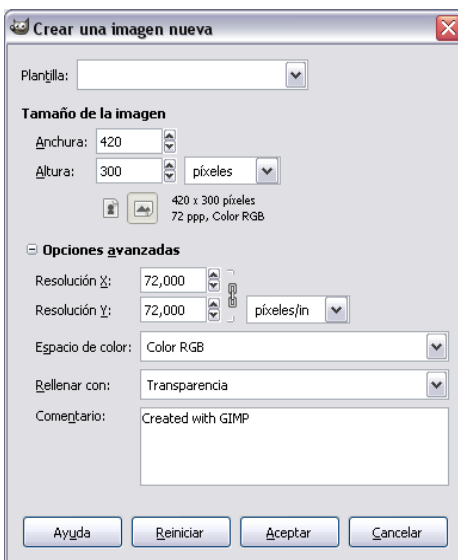 Crear una imagen nueva
Plantilla:
Tamaño de la imagen
Anchura: 420
Altura: 300 píxeles
420 x 300 píxeles
72 ppp, Color RGB
Opciones avanzadas
Resolución X: 72,000
Resolución Y: 72,000 píxeles/in
Espacio de color: Color RGB
Rellenar con: Transparencia
Comentario: Created with GIMP
Ayuda Reiniciar Aceptar Cancelar